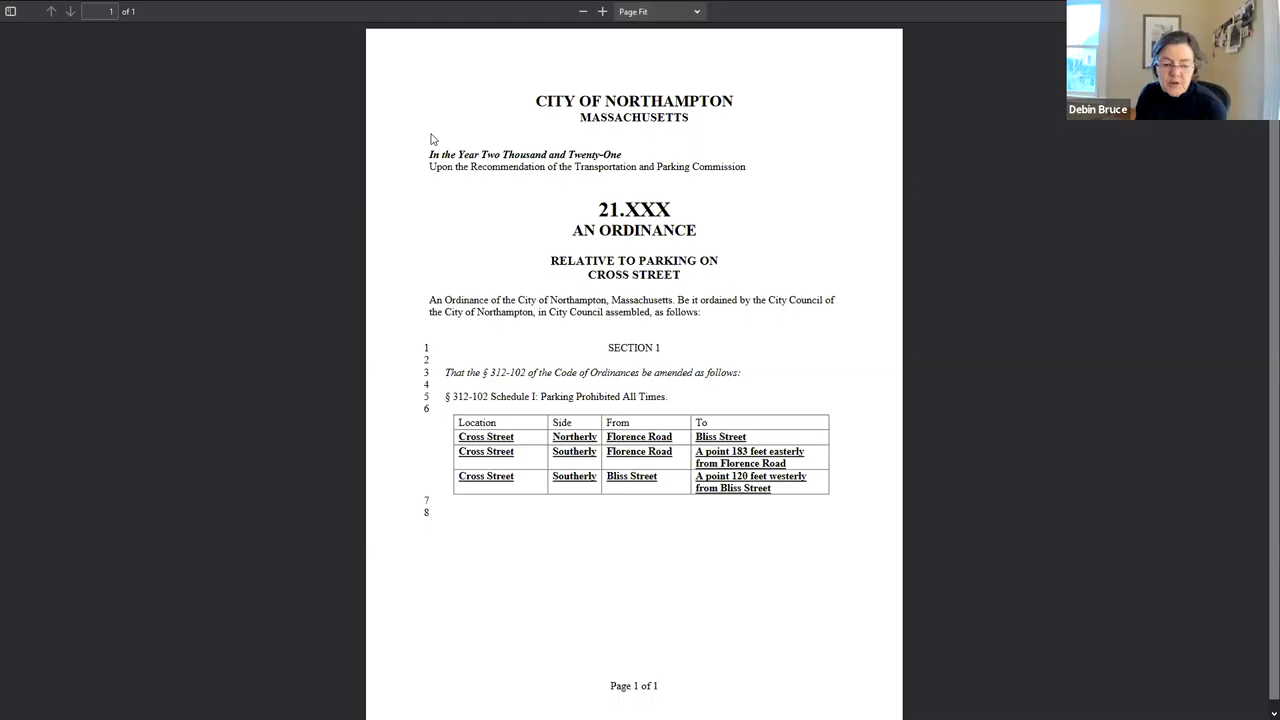 1 of 1
Page Fit
Debin Bruce
CITY OF NORTHAMPTON
MASSACHUSETTS
In the Year Two Thousand and Twenty-One
Upon the Recommendation of the Transportation and Parking Commission
21.XXX
AN ORDINANCE
RELATIVE TO PARKING ON
CROSS STREET
An Ordinance of the City of Northampton, Massachusetts. Be it ordained by the City Council of
the City of Northampton, in City Council assembled, as follows:
1 SECTION 1
2
3 That the § 312-102 of the Code of Ordinances be amended as follows:
4
5 § 312-102 Schedule I: Parking Prohibited All Times.
6
Location Side From To
Cross Street Northerly Florence Road Bliss Street
Cross Street Southerly Florence Road A point 183 feet easterly
from Florence Road
Cross Street Southerly Bliss Street A point 120 feet westerly
from Bliss Street
7
8
Page 1 of 1